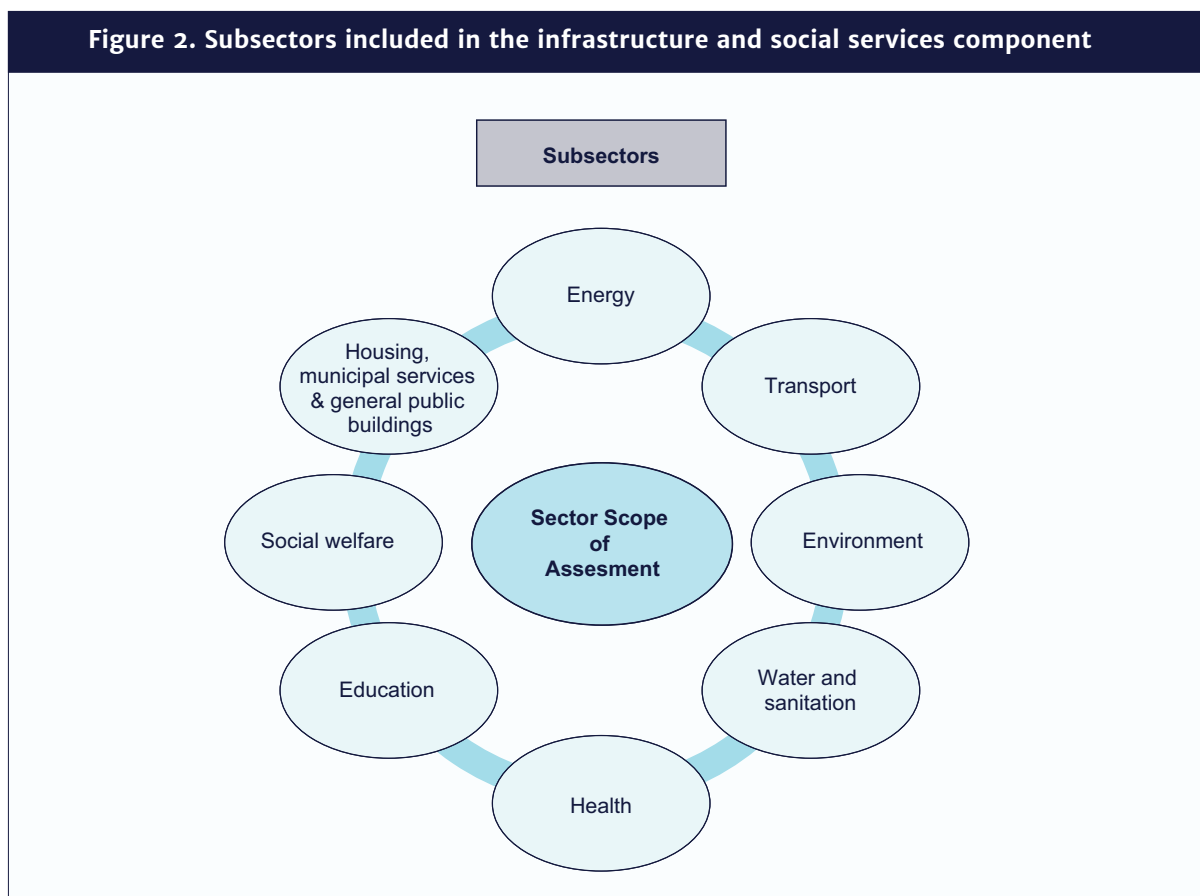 Figure 2. Subsectors included in the infrastructure and social services component
Subsectors
Energy
Housing,
municipal services
& general public
buildings
Transport
Social welfare
Sector Scope
of
Assesment
Environment
Education
Water and
sanitation
Health